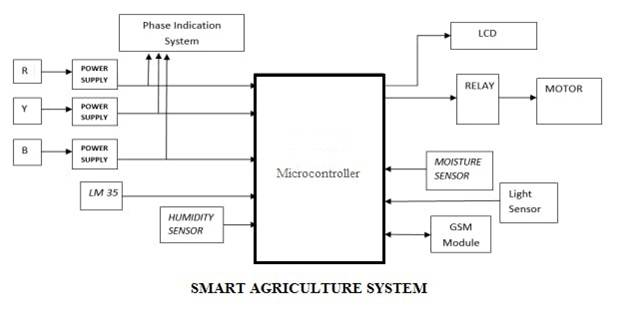 Phase Indication
System
LCD
R
POWER
SUPPLY
RELAY
MOTOR
Y
POWER
SUPPLY
B
POWER
SUPPLY
Microcontroller
MOISTURE
SENSOR
LM 35
Light
Sensor
HUMIDITY
SENSOR
GSM
Module
SMART AGRICULTURE SYSTEM